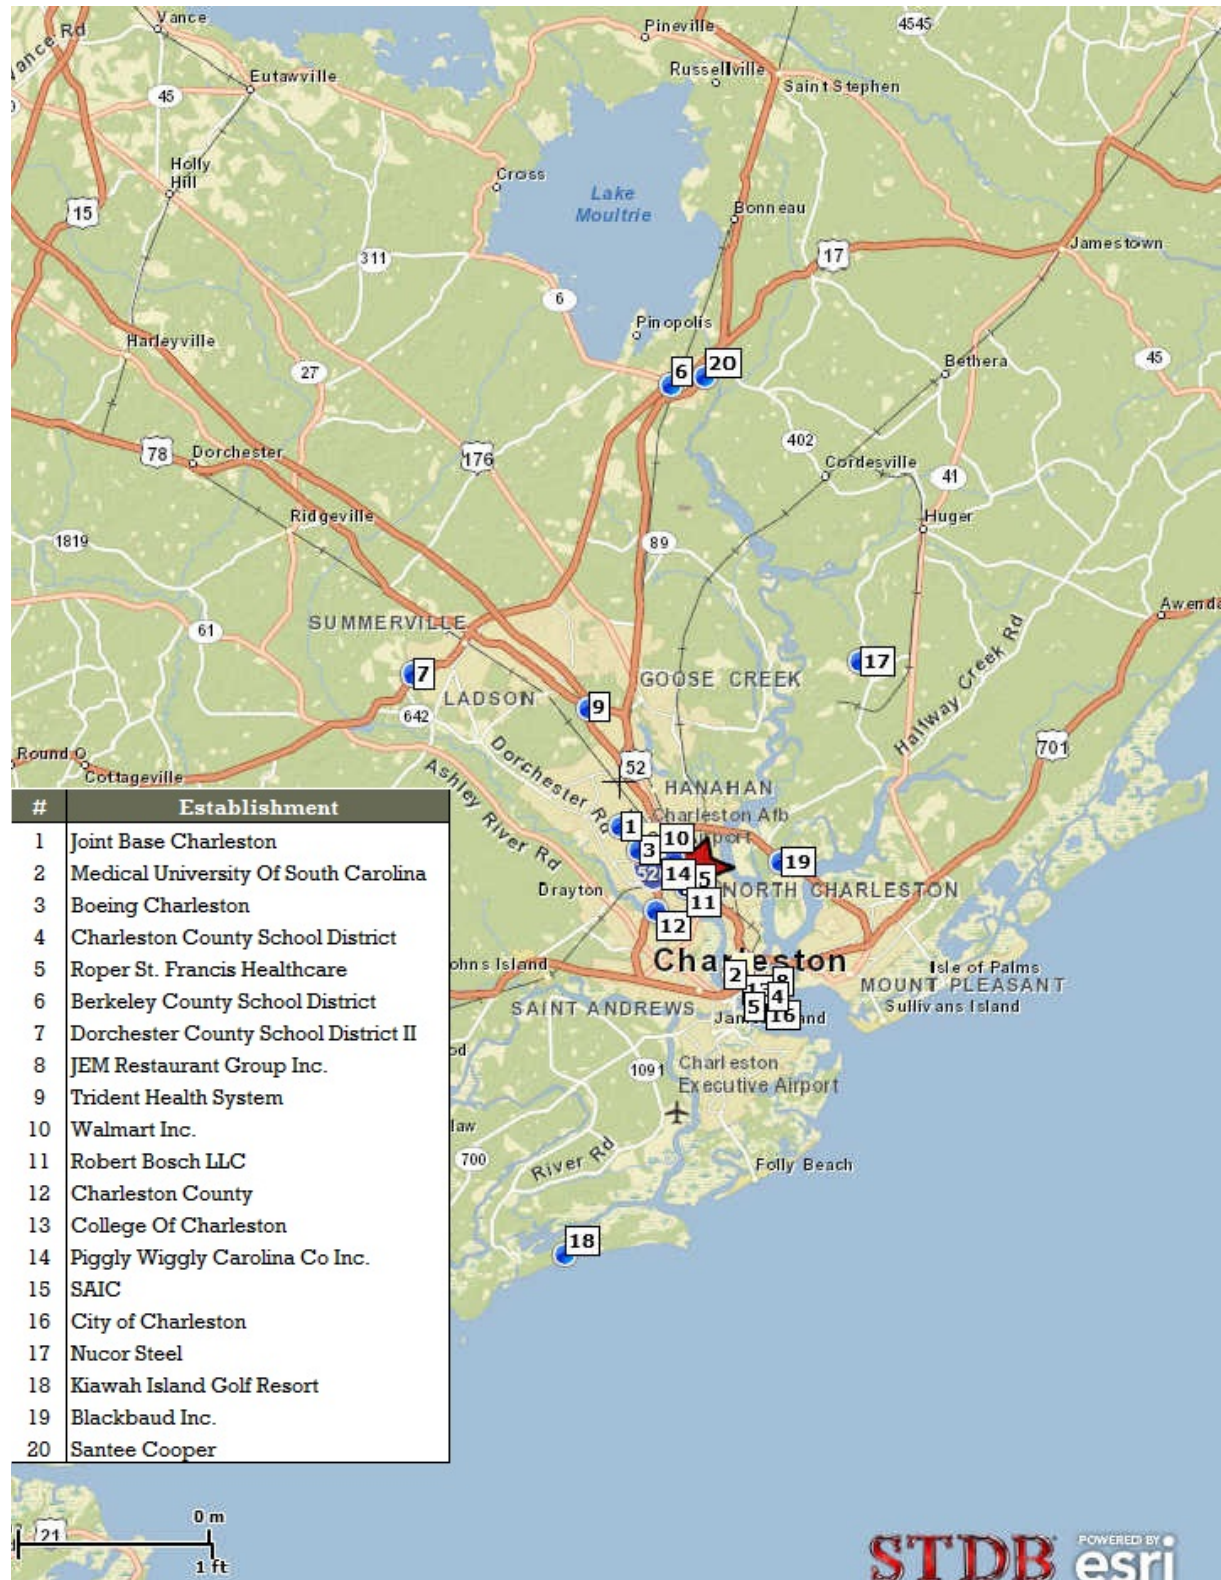 Vance
Pineville
4545
Vance Rd
Russellville
Eutawville
45
Saint Stephen
Holly
Hill
Cross
Lake
Moultrie
15
Bonneau
311
17
Jamestown
6
Pinopolis
Harleyville
27
6
20
Bethera
45
78
Dorchester
176
402
Cordesville
41
Ridgeville
Huger
1819
89
61
SUMMERVILLE
7
LADSON
GOOSE CREEK
17
Halfway Creek Rd
642
9
701
Round O
Cottageville
Dorchester Rd
Ashley River Rd
52
HANAHAN
Charleston Afb
1
10
3
52
14
5
19
Drayton
NORTH CHARLESTON
11
12
Charleston
ohns Island
2
8
Isle of Palms
MOUNT PLEASANT
Sullivans Island
SAINT ANDREWS
4
5
16
1091
Charleston
Executive Airport
law
700
River Rd
Folly Beach
18
# Establishment
1 Joint Base Charleston
2 Medical University Of South Carolina
3 Boeing Charleston
4 Charleston County School District
5 Roper St. Francis Healthcare
6 Berkeley County School District
7 Dorchester County School District II
8 JEM Restaurant Group Inc.
9 Trident Health System
10 Walmart Inc.
11 Robert Bosch LLC
12 Charleston County
13 College Of Charleston
14 Piggly Wiggly Carolina Co Inc.
15 SAIC
16 City of Charleston
17 Nucor Steel
18 Kiawah Island Golf Resort
19 Blackbaud Inc.
20 Santee Cooper
21
0 m
1 ft
STDB
POWERED BY
esri